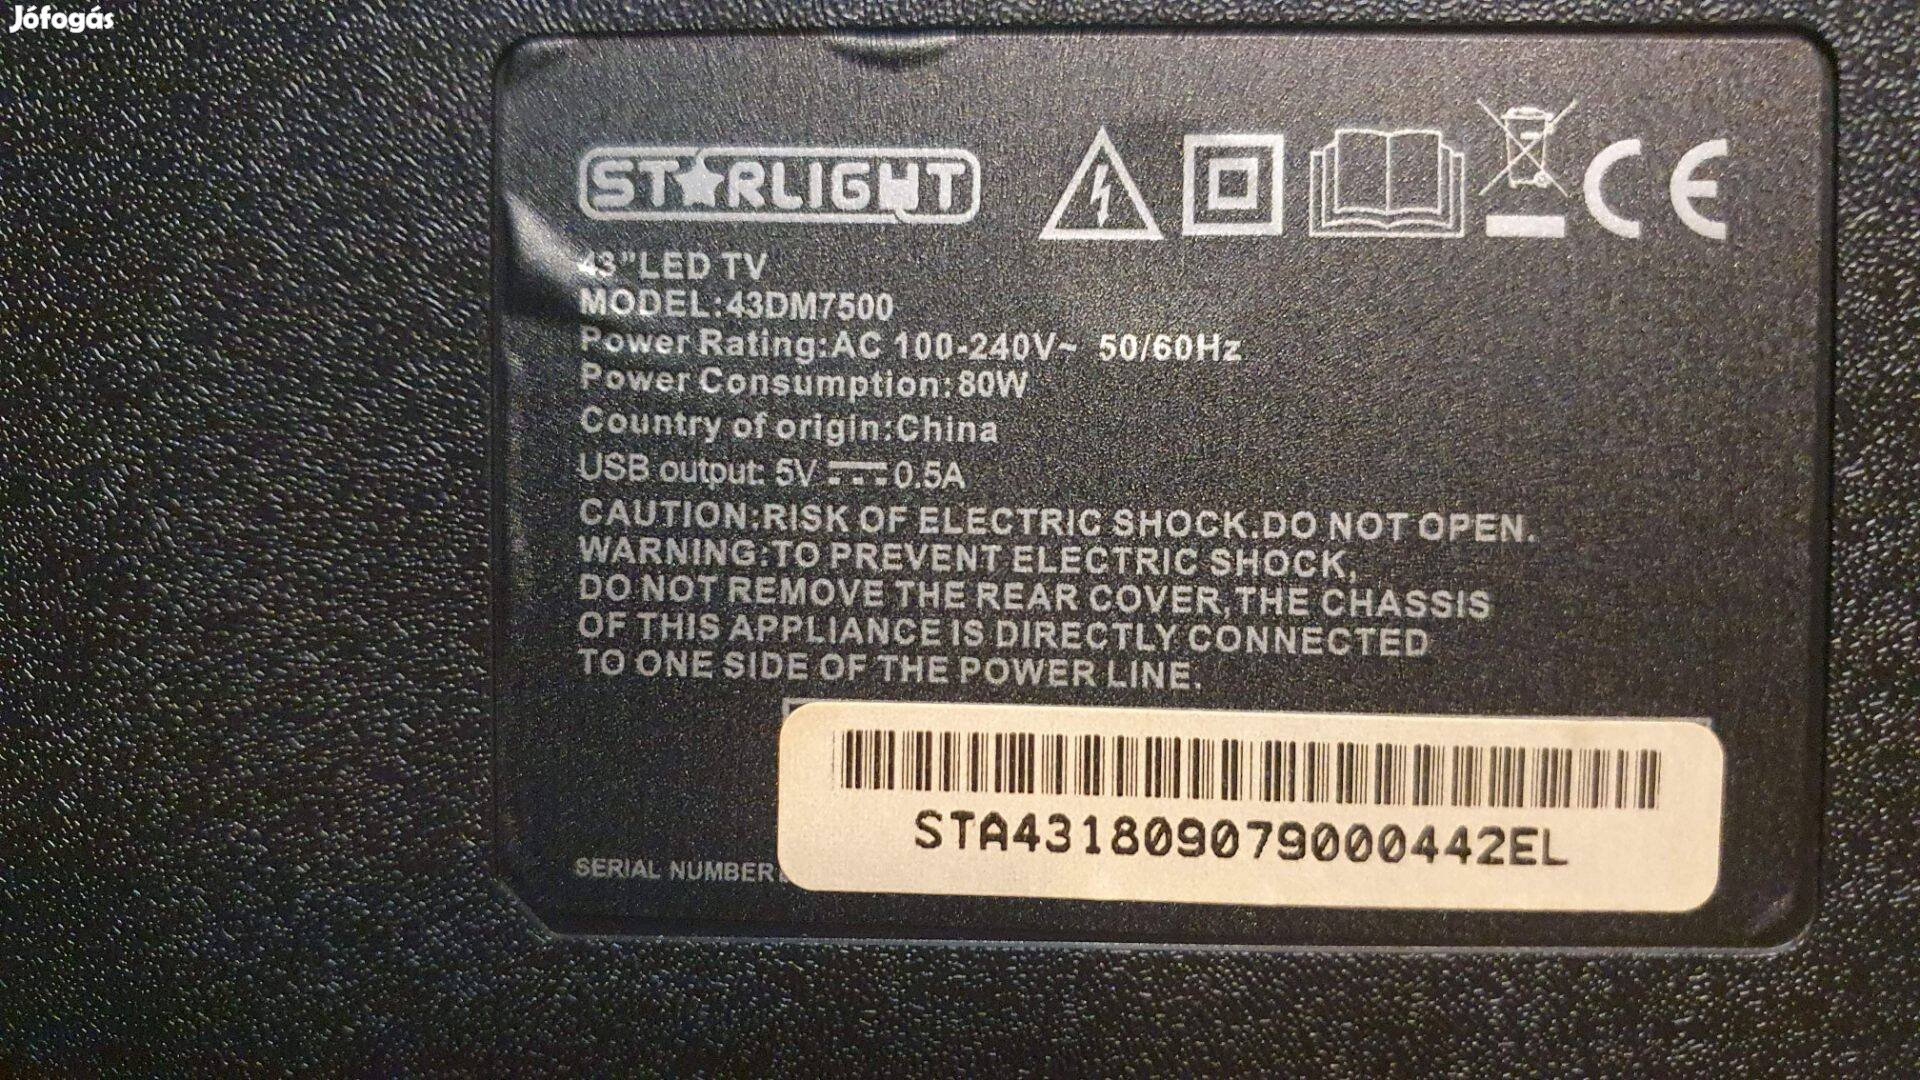 Jófogás
STARLIGHT
CE
43"LED TV
MODEL:43DM7500
Power Rating:AC 100-240V~ 50/60Hz
Power Consumption:80W
Country of origin:China
USB output: 5V ⎓ 0.5A
CAUTION:RISK OF ELECTRIC SHOCK.DO NOT OPEN.
WARNING:TO PREVENT ELECTRIC SHOCK,
DO NOT REMOVE THE REAR COVER,THE CHASSIS
OF THIS APPLIANCE IS DIRECTLY CONNECTED
TO ONE SIDE OF THE POWER LINE.
STA431809079000442EL
SERIAL NUMBER